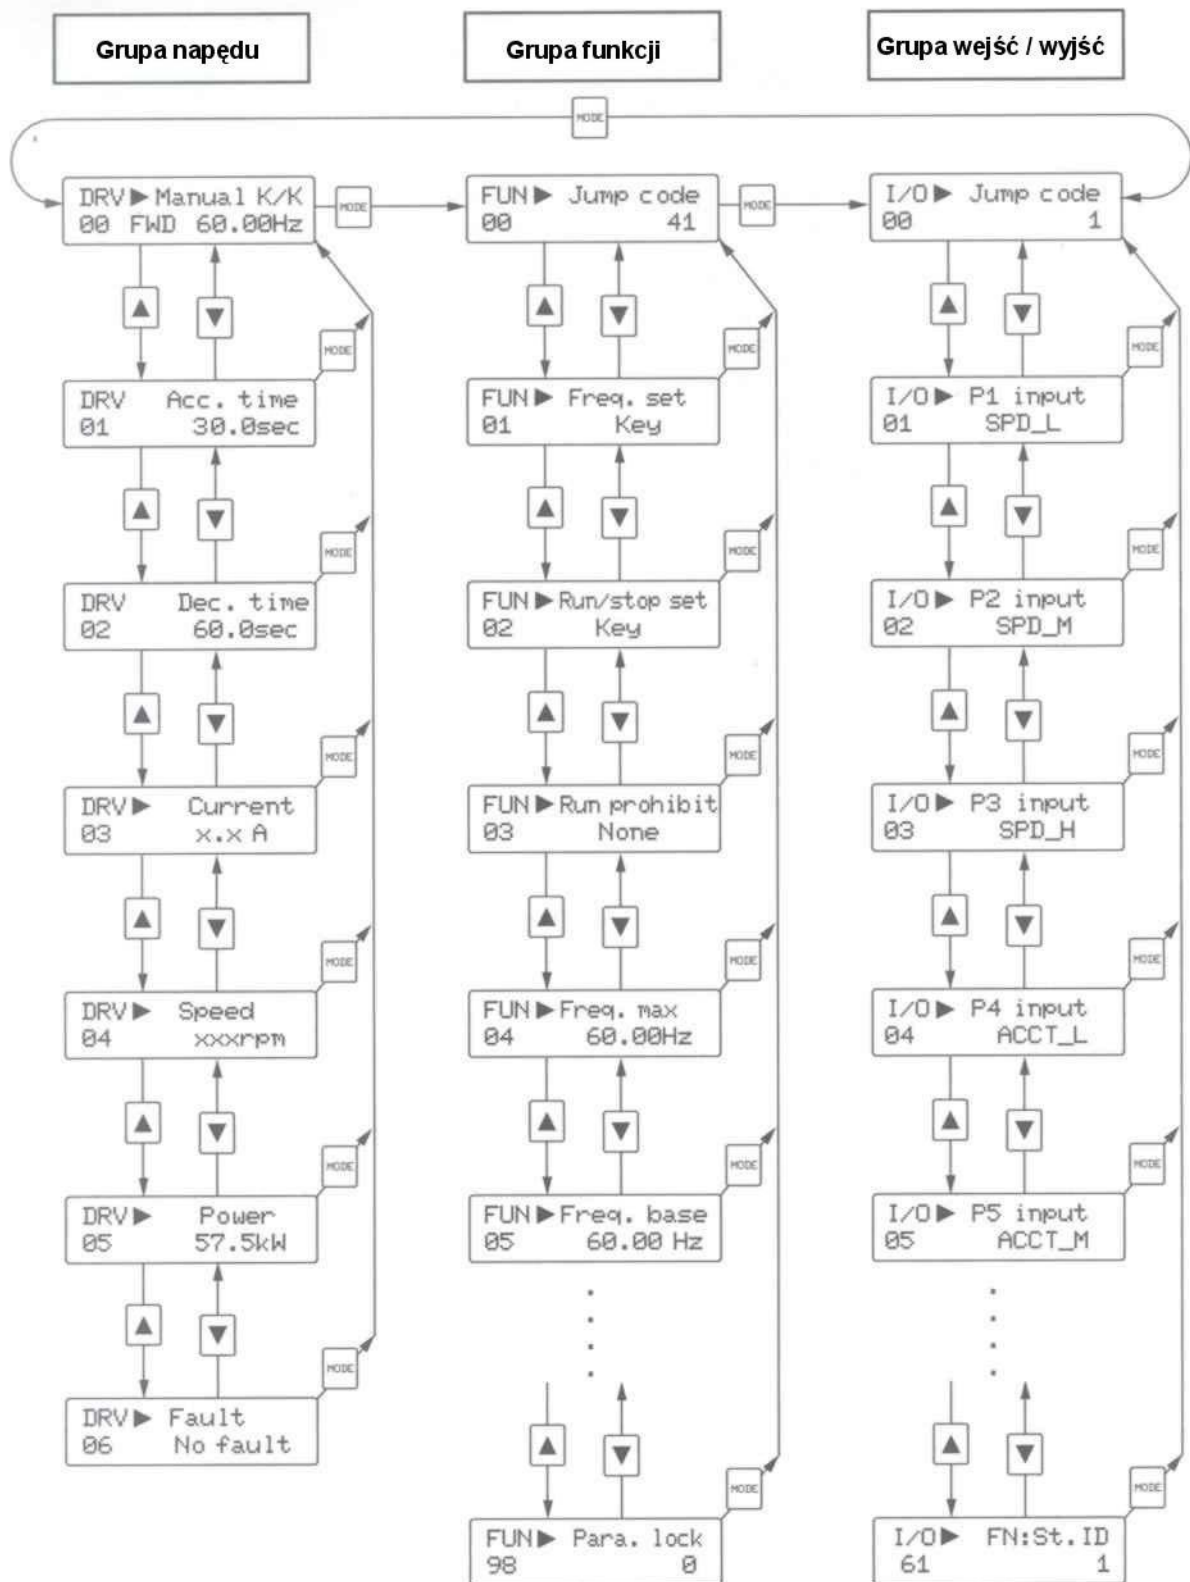 Grupa napędu
Grupa funkcji
Grupa wejść / wyjść
MODE
DRV ▶ Manual K/K
00 FWD 60.00Hz
MODE
FUN ▶ Jump code
00 41
MODE
I/O ▶ Jump code
00 1
▲ ▼
MODE
▲ ▼
MODE
▲ ▼
MODE
DRV Acc. time
01 30.0sec
FUN ▶ Freq. set
01 Key
I/O ▶ P1 input
01 SPD_L
▲ ▼
MODE
▲ ▼
MODE
▲ ▼
MODE
DRV Dec. time
02 60.0sec
FUN ▶ Run/stop set
02 Key
I/O ▶ P2 input
02 SPD_M
▲ ▼
MODE
▲ ▼
MODE
▲ ▼
MODE
DRV ▶ Current
03 x.x A
FUN ▶ Run prohibit
03 None
I/O ▶ P3 input
03 SPD_H
▲ ▼
MODE
▲ ▼
MODE
▲ ▼
MODE
DRV ▶ Speed
04 xxxrpm
FUN ▶ Freq. max
04 60.00Hz
I/O ▶ P4 input
04 ACCT_L
▲ ▼
MODE
▲ ▼
MODE
▲ ▼
MODE
DRV ▶ Power
05 57.5kW
FUN ▶ Freq. base
05 60.00 Hz
I/O ▶ P5 input
05 ACCT_M
▲ ▼
MODE
DRV ▶ Fault
06 No fault
▲ ▼
MODE
▲ ▼
MODE
FUN ▶ Para. lock
98 0
I/O ▶ FN:St.ID
61 1